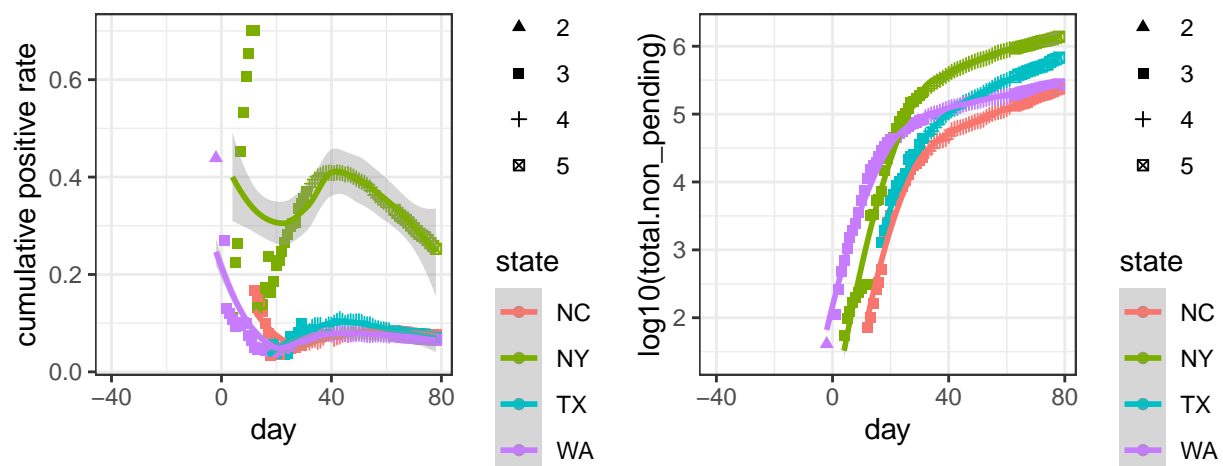 cumulative positive rate
0.6
0.4
0.2
0.0
−40
0
40
80
day
2
3
4
5
state
NC
NY
TX
WA
log10(total.non_pending)
6
5
4
3
2
−40
0
40
80
day
2
3
4
5
state
NC
NY
TX
WA